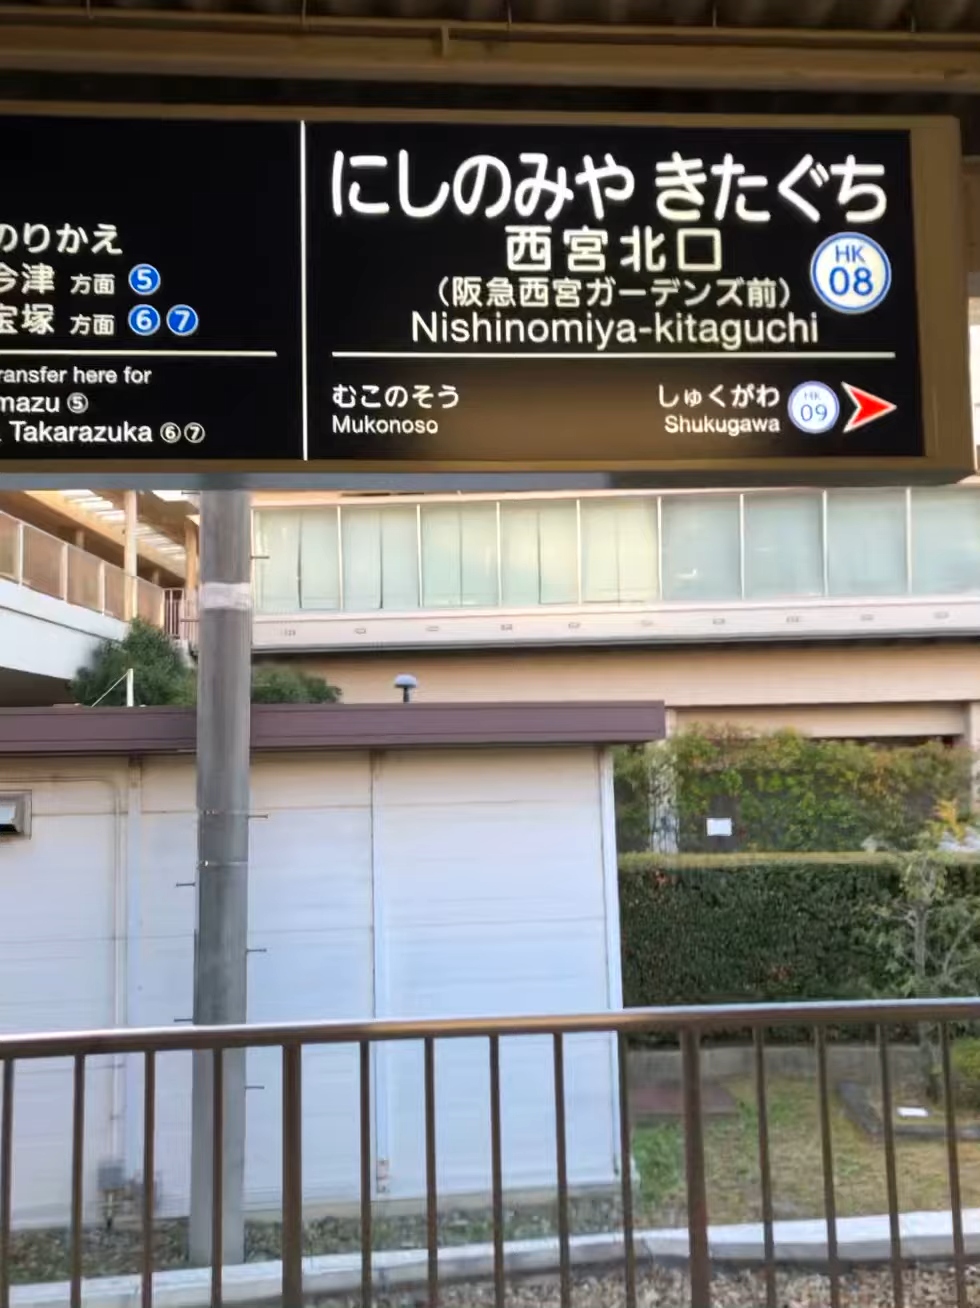 のりかえ
今津 方面 ⑤
宝塚 方面 ⑥ ⑦
ransfer here for
mazu ⑤
Takarazuka ⑥⑦
にしのみや きたぐち
西宮北口
（阪急西宮ガーデンズ前）
HK
08
Nishinomiya-kitaguchi
むこのそう
Mukonoso
しゅくがわ
Shukugawa
HK
09